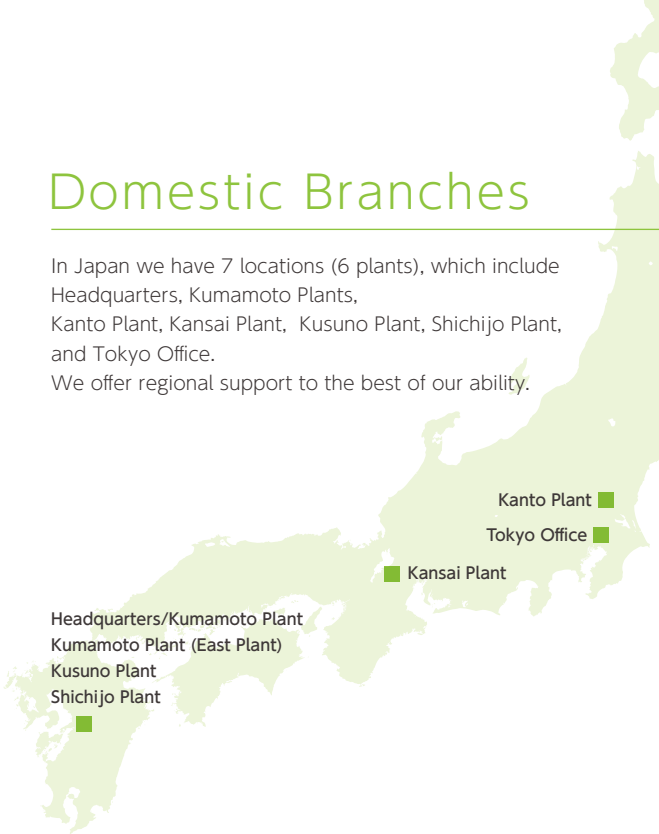 Domestic Branches
In Japan we have 7 locations (6 plants), which include
Headquarters, Kumamoto Plants,
Kanto Plant, Kansai Plant,  Kusuno Plant, Shichijo Plant,
and Tokyo Office.
We offer regional support to the best of our ability.
Kanto Plant
Tokyo Office
Kansai Plant
Headquarters/Kumamoto Plant
Kumamoto Plant (East Plant)
Kusuno Plant
Shichijo Plant